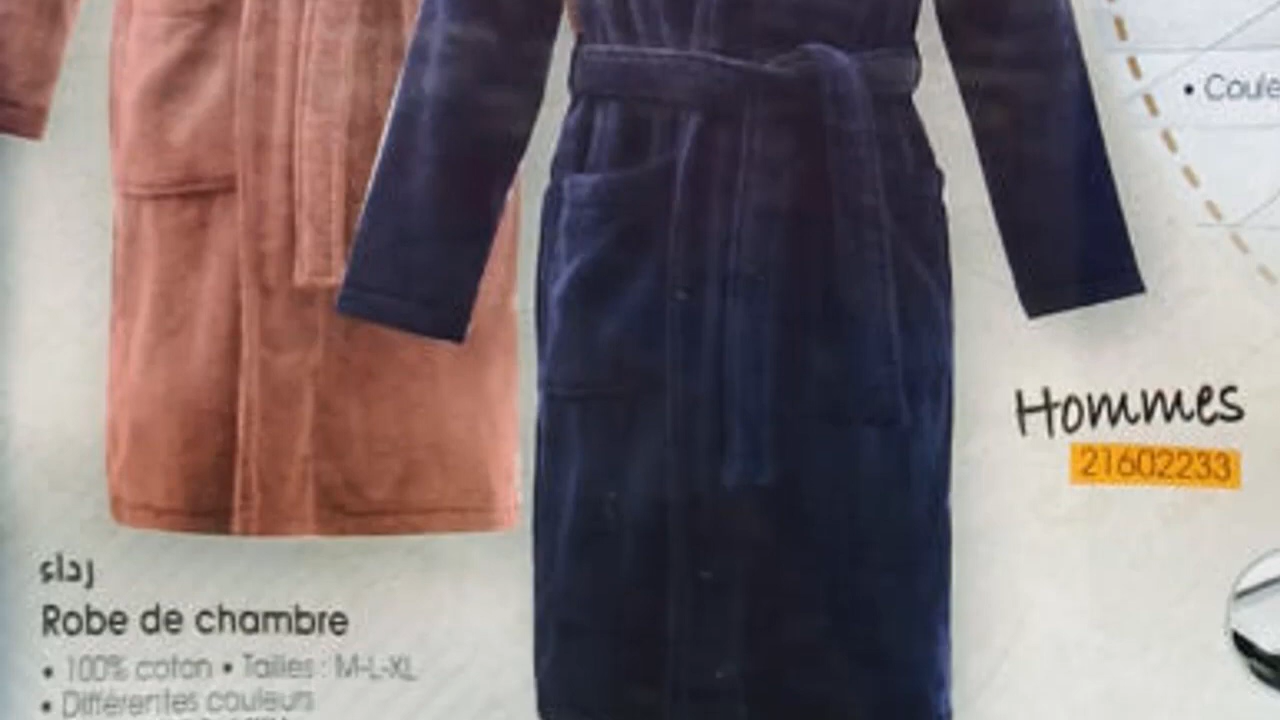 • Coule
Hommes
21602233
رداء
Robe de chambre
• 100% coton • Tailles : M-L-XL
• Différentes couleurs